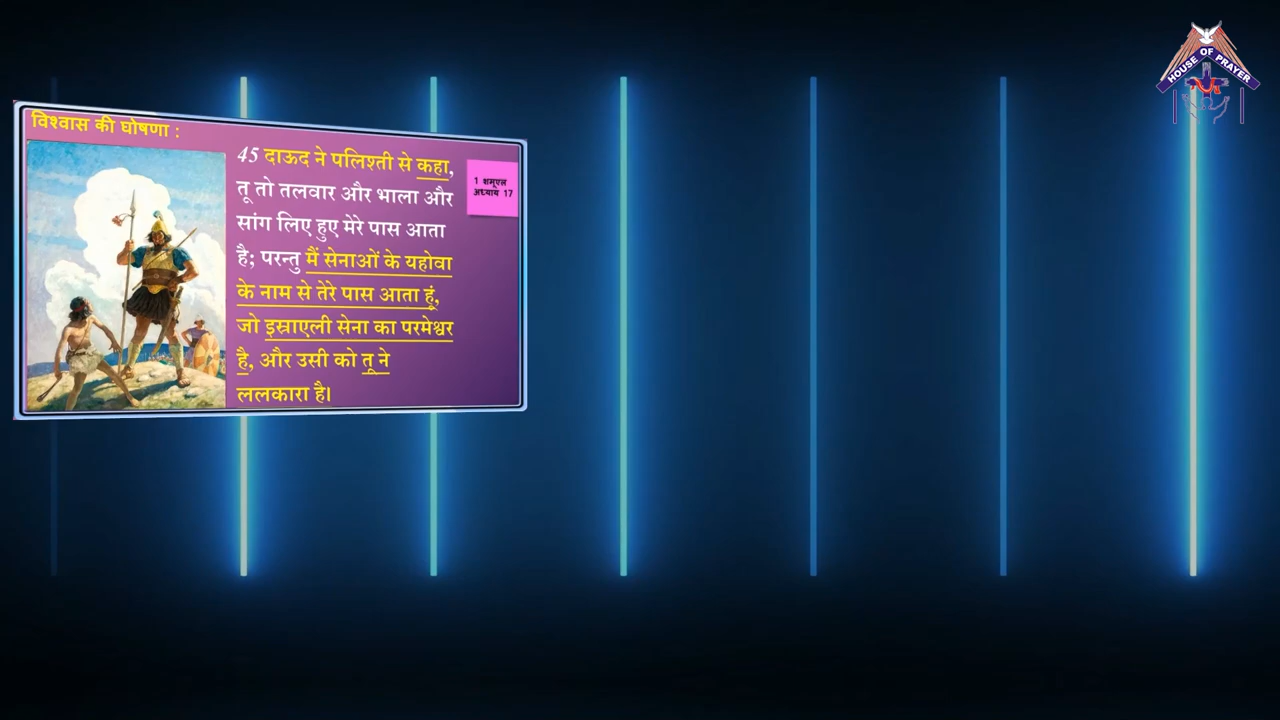 विश्वास की घोषणा :
45 दाऊद ने पलिश्ती से कहा,
तू तो तलवार और भाला और
सांग लिए हुए मेरे पास आता
है; परन्तु मैं सेनाओं के यहोवा
के नाम से तेरे पास आता हूं,
जो इस्राएली सेना का परमेश्वर
है, और उसी को तू ने
ललकारा है।
1 शमूएल
अध्याय 17
HOUSE OF PRAYER